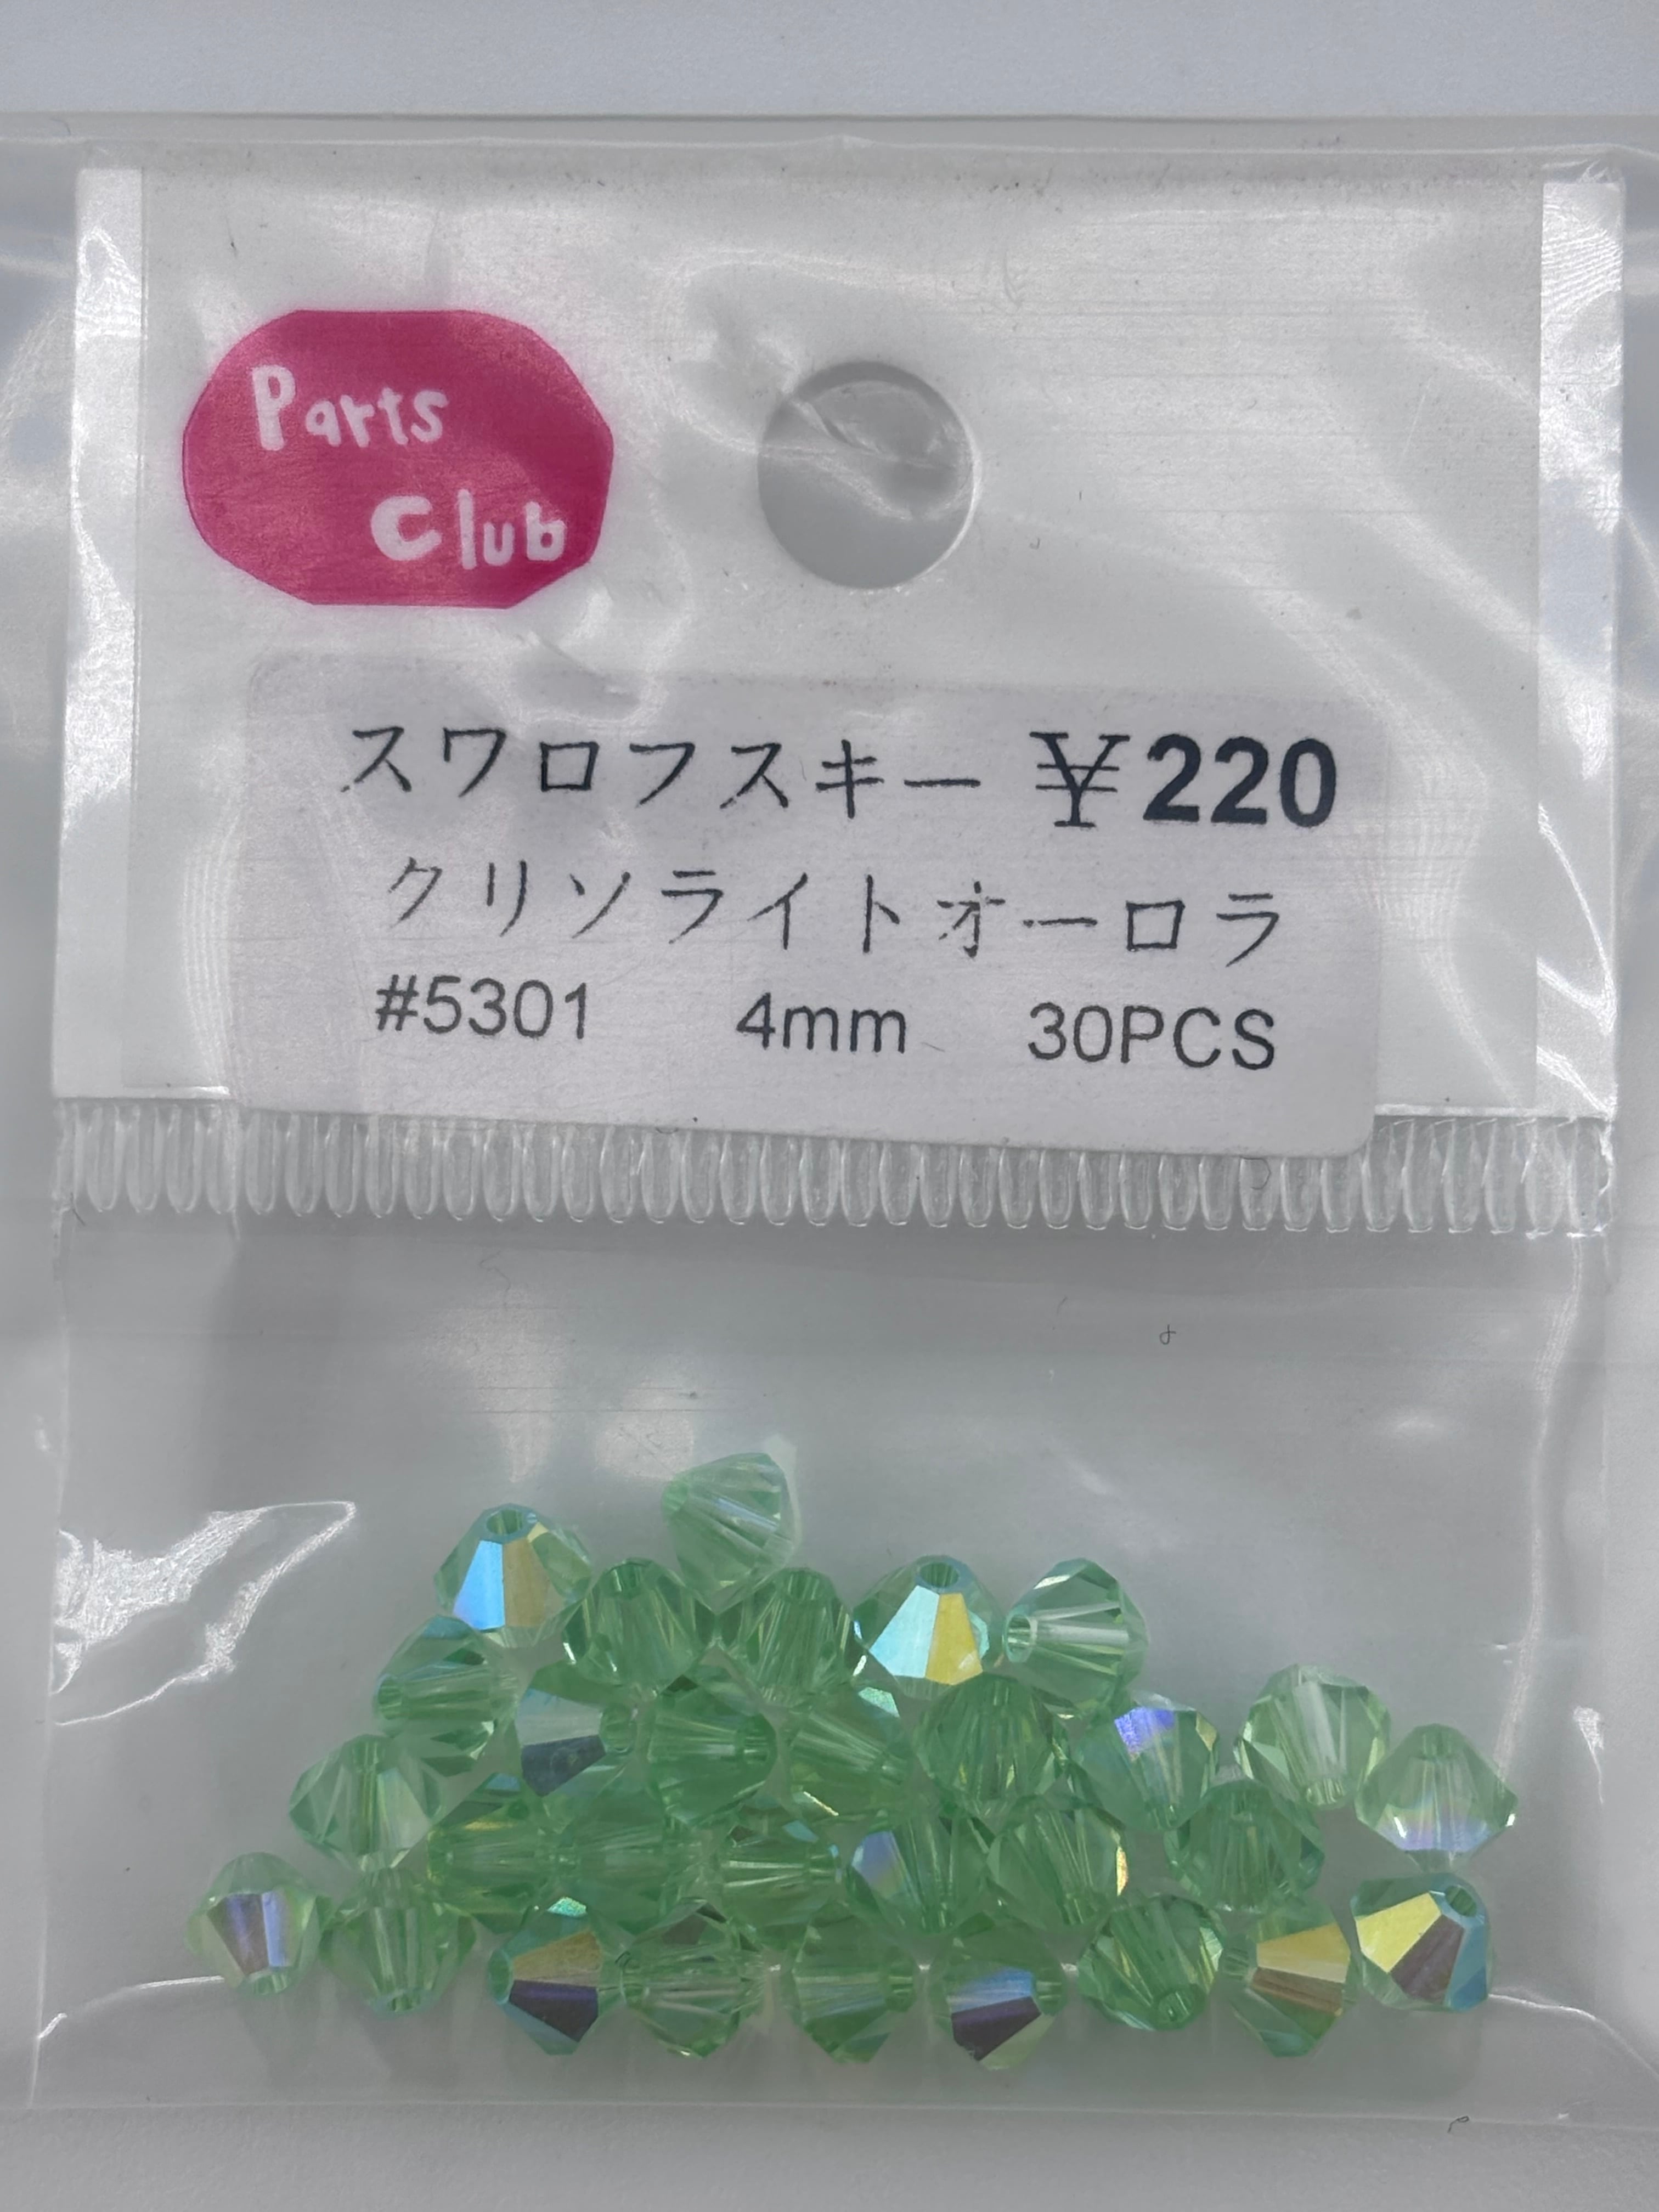 Parts
Club
スワロフスキー ¥220
クリソライトオーロラ
#5301 4mm 30PCS